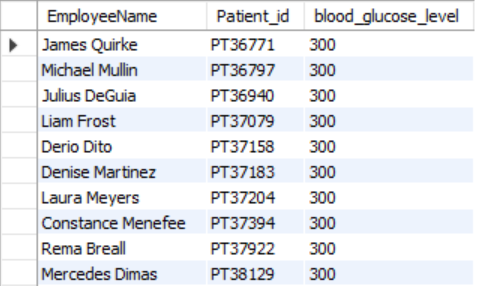 EmployeeName Patient_id blood_glucose_level
James Quirke PT36771 300
Michael Mullin PT36797 300
Julius DeGuia PT36940 300
Liam Frost PT37079 300
Derio Dito PT37158 300
Denise Martinez PT37183 300
Laura Meyers PT37204 300
Constance Menefee PT37394 300
Rema Breall PT37922 300
Mercedes Dimas PT38129 300